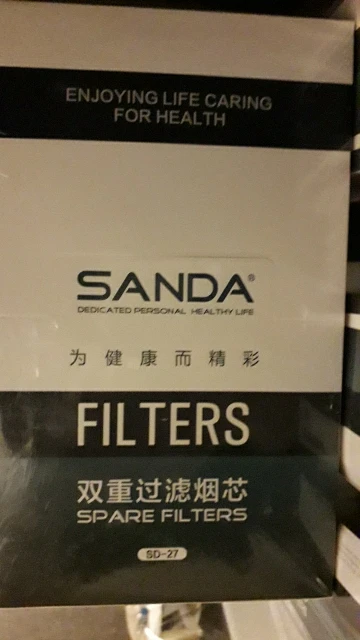 ENJOYING LIFE CARING
FOR HEALTH
SANDA®
DEDICATED PERSONAL HEALTHY LIFE
为健康而精彩
FILTERS
双重过滤烟芯
SPARE FILTERS
SD-27